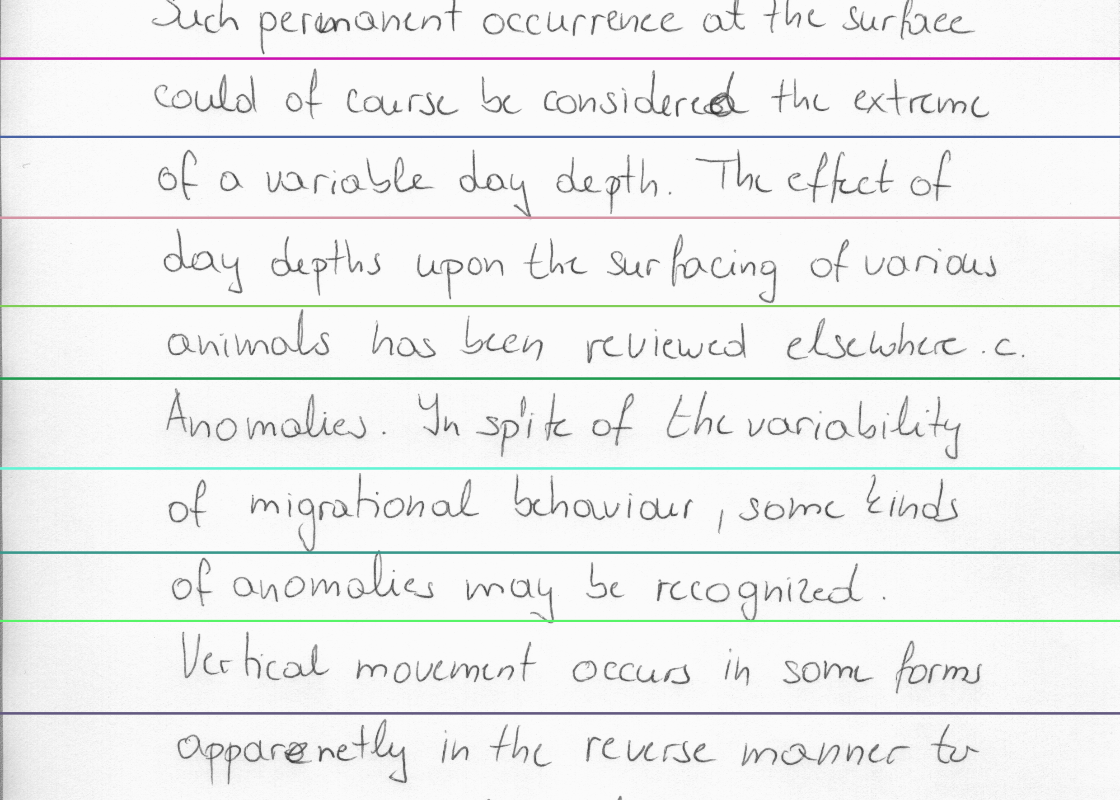 Such permanent occurrence at the surface
could of course be considered the extreme
of a variable day depth. The effect of
day depths upon the surfacing of various
animals has been reviewed elsewhere. c.
Anomalies. In spite of the variability
of migrational behaviour, some kinds
of anomalies may be recognized.
Vertical movement occurs in some forms
apparenetly in the reverse manner to